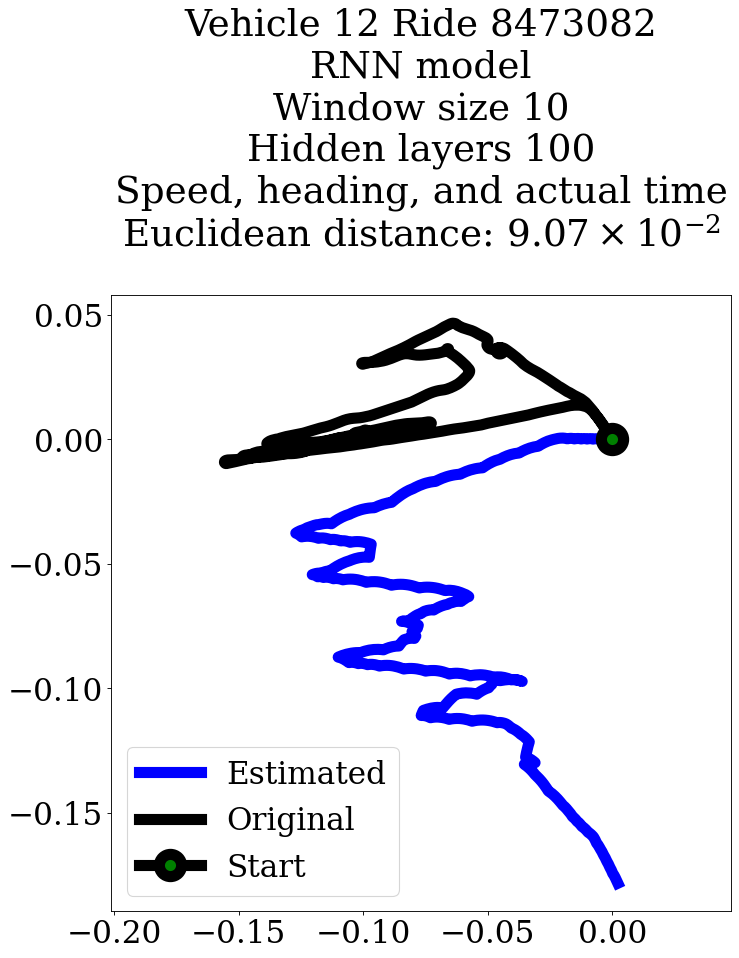 Vehicle 12 Ride 8473082
RNN model
Window size 10
Hidden layers 100
Speed, heading, and actual time
Euclidean distance: 9.07 × 10⁻²
0.05
0.00
−0.05
−0.10
−0.15
Estimated
Original
Start
−0.20 −0.15 −0.10 −0.05 0.00